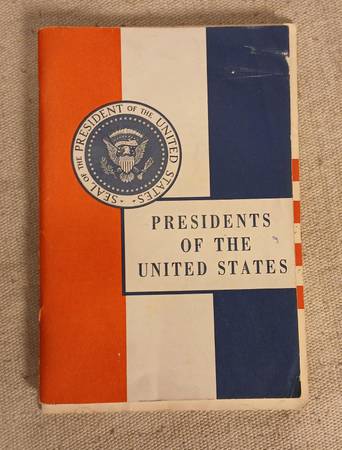 SEAL OF THE PRESIDENT OF THE UNITED STATES
PRESIDENTS
OF THE
UNITED STATES